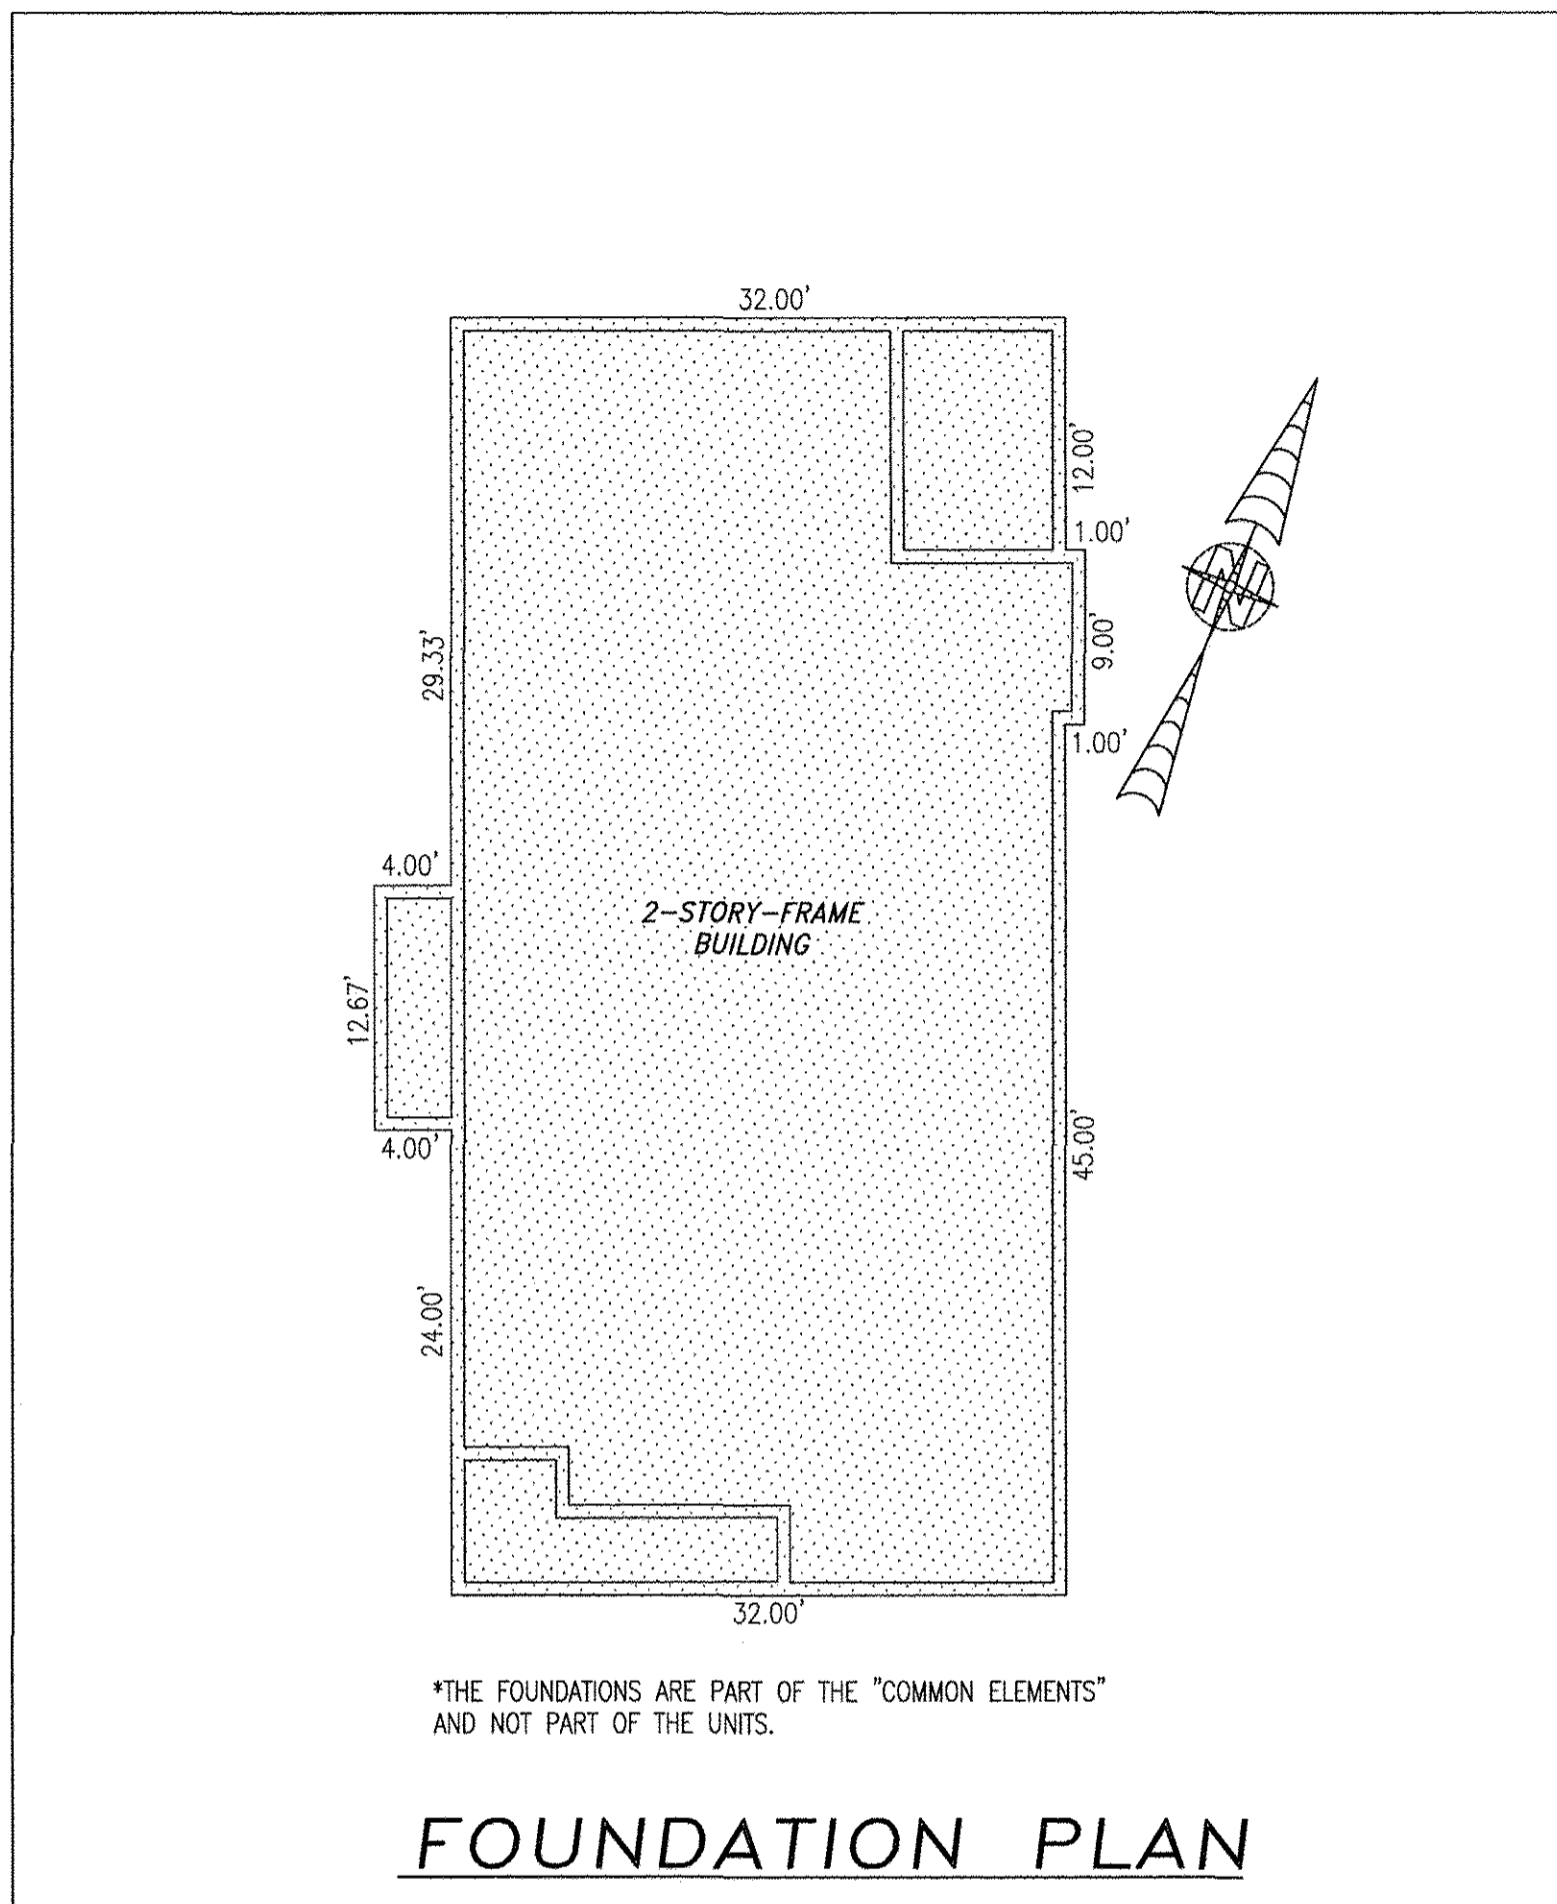 32.00'
12.00'
1.00'
9.00'
29.33'
1.00'
4.00'
2-STORY-FRAME
BUILDING
12.67'
4.00'
45.00'
24.00'
32.00'
*THE FOUNDATIONS ARE PART OF THE "COMMON ELEMENTS"
AND NOT PART OF THE UNITS.
FOUNDATION PLAN
N